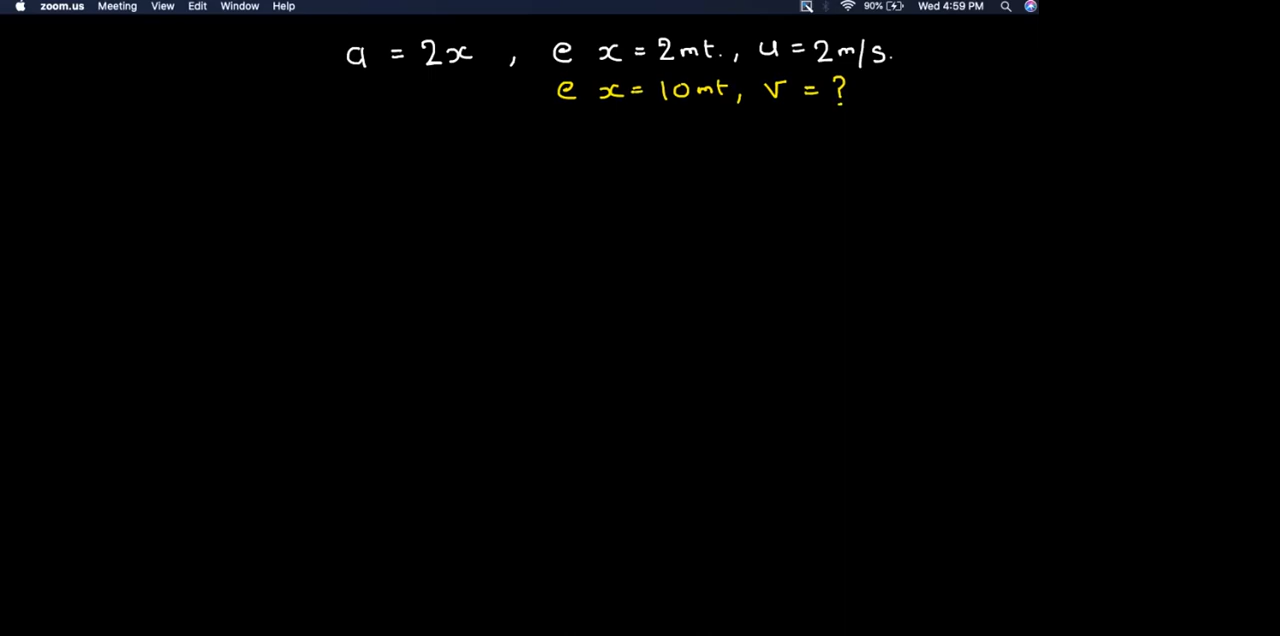 zoom.us Meeting View Edit Window Help 90% Wed 4:59 PM
a = 2x , e x = 2mt. , u = 2m/s.
e x = 10mt, v = ?